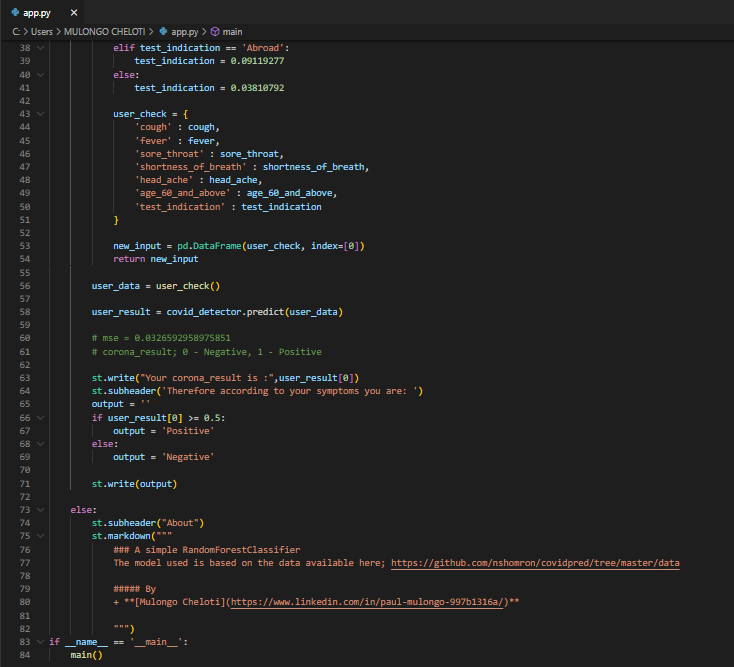 app.py ×
C: > Users > MULONGO CHELOTI > app.py > main
38 elif test_indication == 'Abroad':
39 test_indication = 0.09119277
40 else:
41 test_indication = 0.03810792
42
43 user_check = {
44 'cough' : cough,
45 'fever' : fever,
46 'sore_throat' : sore_throat,
47 'shortness_of_breath' : shortness_of_breath,
48 'head_ache' : head_ache,
49 'age_60_and_above' : age_60_and_above,
50 'test_indication' : test_indication
51 }
52
53 new_input = pd.DataFrame(user_check, index=[0])
54 return new_input
55
56 user_data = user_check()
57
58 user_result = covid_detector.predict(user_data)
59
60 # mse = 0.0326592958975851
61 # corona_result; 0 - Negative, 1 - Positive
62
63 st.write("Your corona_result is :",user_result[0])
64 st.subheader('Therefore according to your symptoms you are: ')
65 output = ''
66 if user_result[0] >= 0.5:
67 output = 'Positive'
68 else:
69 output = 'Negative'
70
71 st.write(output)
72
73 else:
74 st.subheader("About")
75 st.markdown("""
76 ### A simple RandomForestClassifier
77 The model used is based on the data available here; https://github.com/nshomron/covidpred/tree/master/data
78
79 ##### By
80 + **[Mulongo Cheloti](https://www.linkedin.com/in/paul-mulongo-997b1316a/)**
81
82 """)
83 if __name__ == '__main__':
84 main()